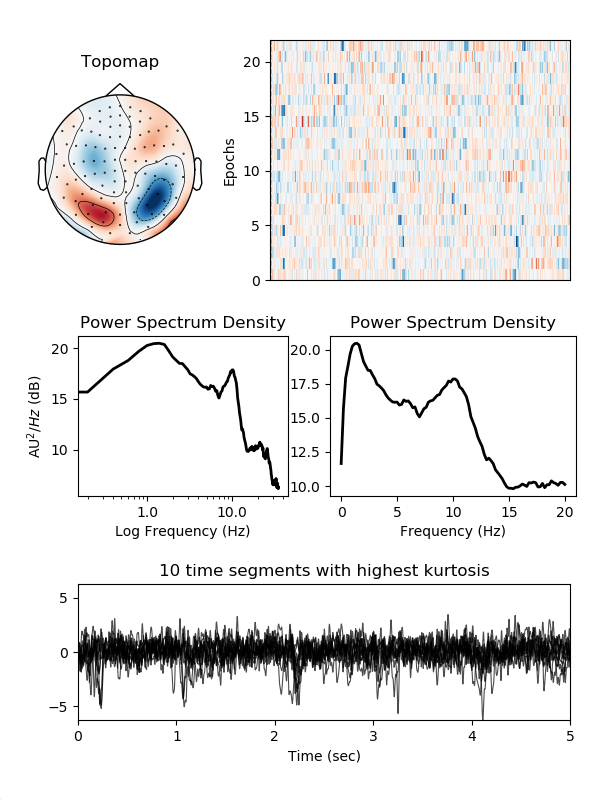 Topomap
Epochs
20
15
10
5
0
Power Spectrum Density
AU²/Hz (dB)
20
15
10
1.0 10.0
Log Frequency (Hz)
Power Spectrum Density
20.0
17.5
15.0
12.5
10.0
0 5 10 15 20
Frequency (Hz)
10 time segments with highest kurtosis
5
0
−5
0 1 2 3 4 5
Time (sec)